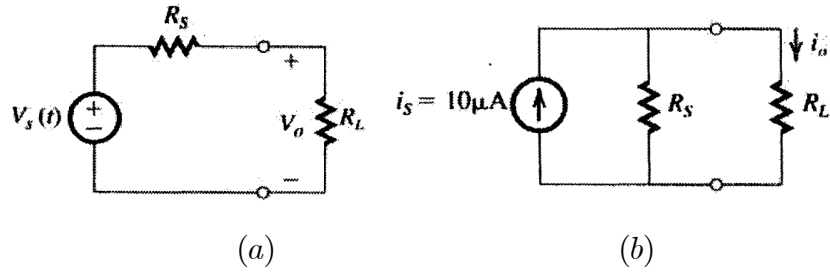 R_S
V_s(t)
+
−
+
V_o
−
R_L
i_S = 10μA
R_S
i_o
R_L
(a)
(b)